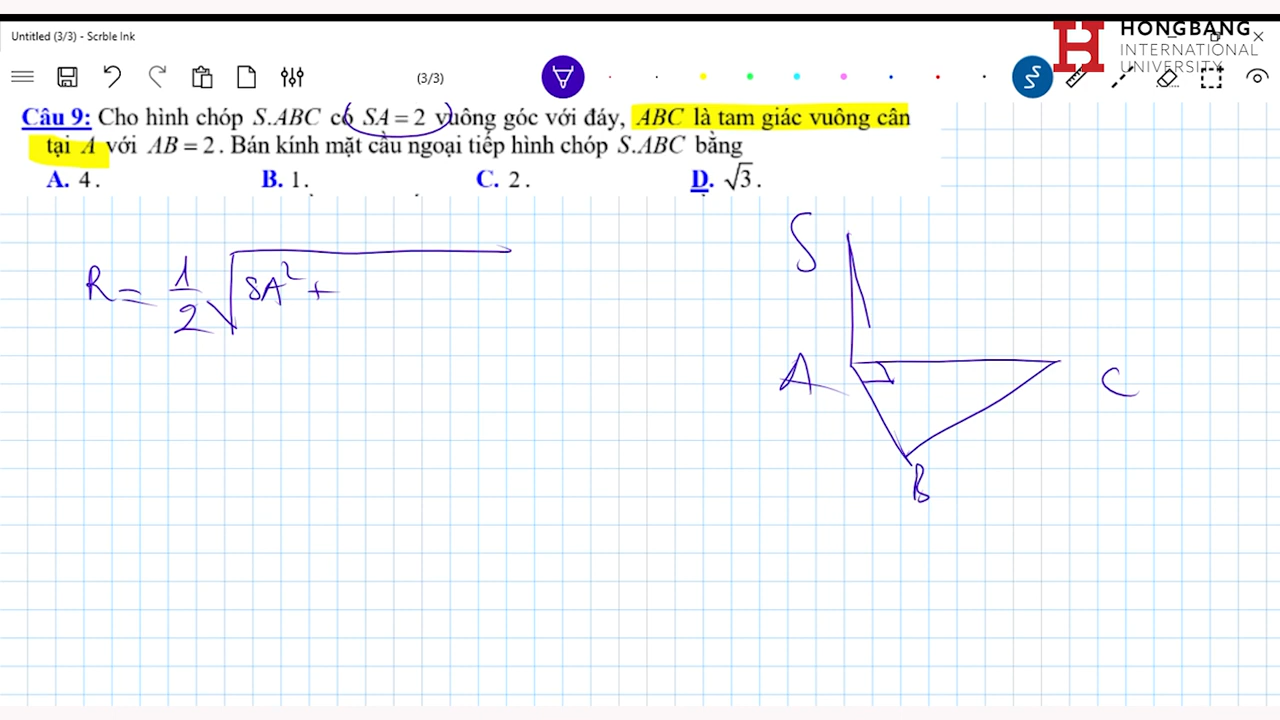 Untitled (3/3) - Scrble Ink
HONGBANG
INTERNATIONAL
UNIVERSITY
(3/3)
Câu 9: Cho hình chóp S.ABC có SA = 2 vuông góc với đáy, ABC là tam giác vuông cân
tại A với AB = 2. Bán kính mặt cầu ngoại tiếp hình chóp S.ABC bằng
A. 4. B. 1. C. 2. D. √3.
R = 1/2 √SA² +
S
A
C
B